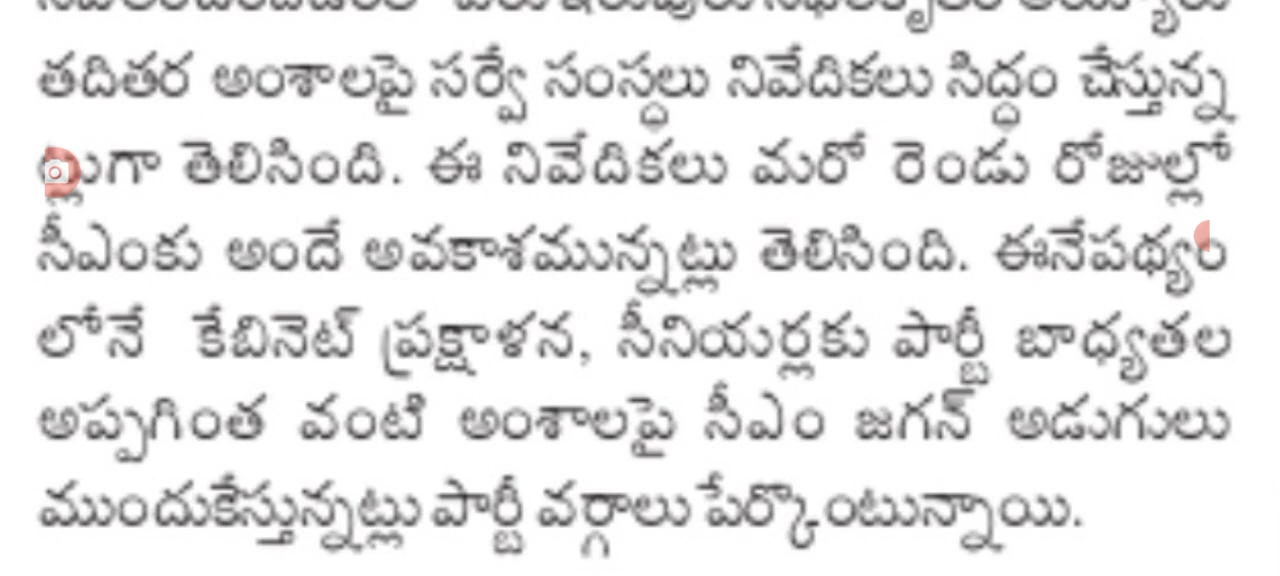 తదితర అంశాలపై సర్వే సంస్థలు నివేదికలు సిద్ధం చేస్తున్న
ట్లుగా తెలిసింది. ఈ నివేదికలు మరో రెండు రోజుల్లో
సీఎంకు అందే అవకాశమున్నట్లు తెలిసింది. ఈనేపథ్యం
లోనే కేబినెట్ ప్రక్షాళన, సీనియర్లకు పార్టీ బాధ్యతల
అప్పగింత వంటి అంశాలపై సీఎం జగన్ అడుగులు
ముందుకేస్తున్నట్లు పార్టీ వర్గాలు పేర్కొంటున్నాయి.